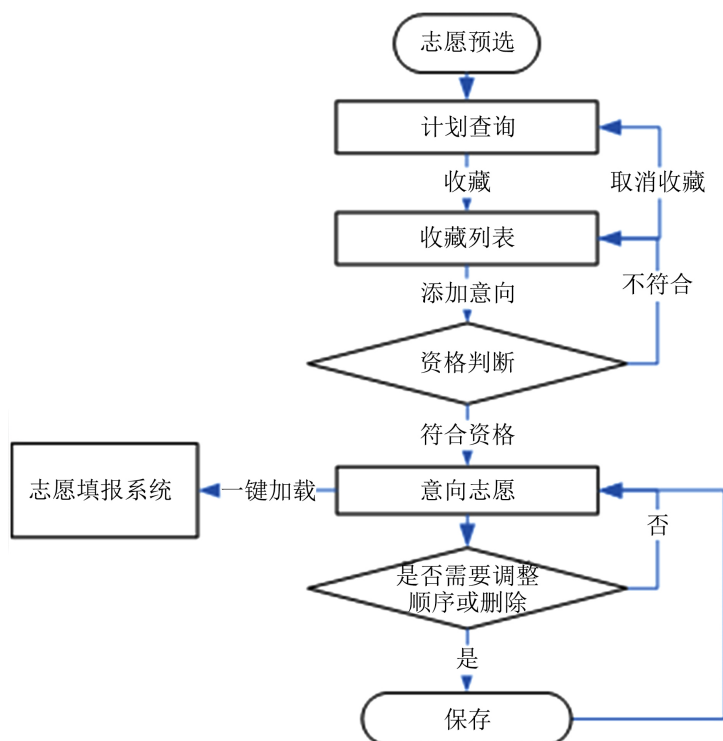 志愿预选
计划查询
收藏
取消收藏
收藏列表
添加意向
不符合
资格判断
符合资格
志愿填报系统
一键加载
意向志愿
否
是否需要调整
顺序或删除
是
保存